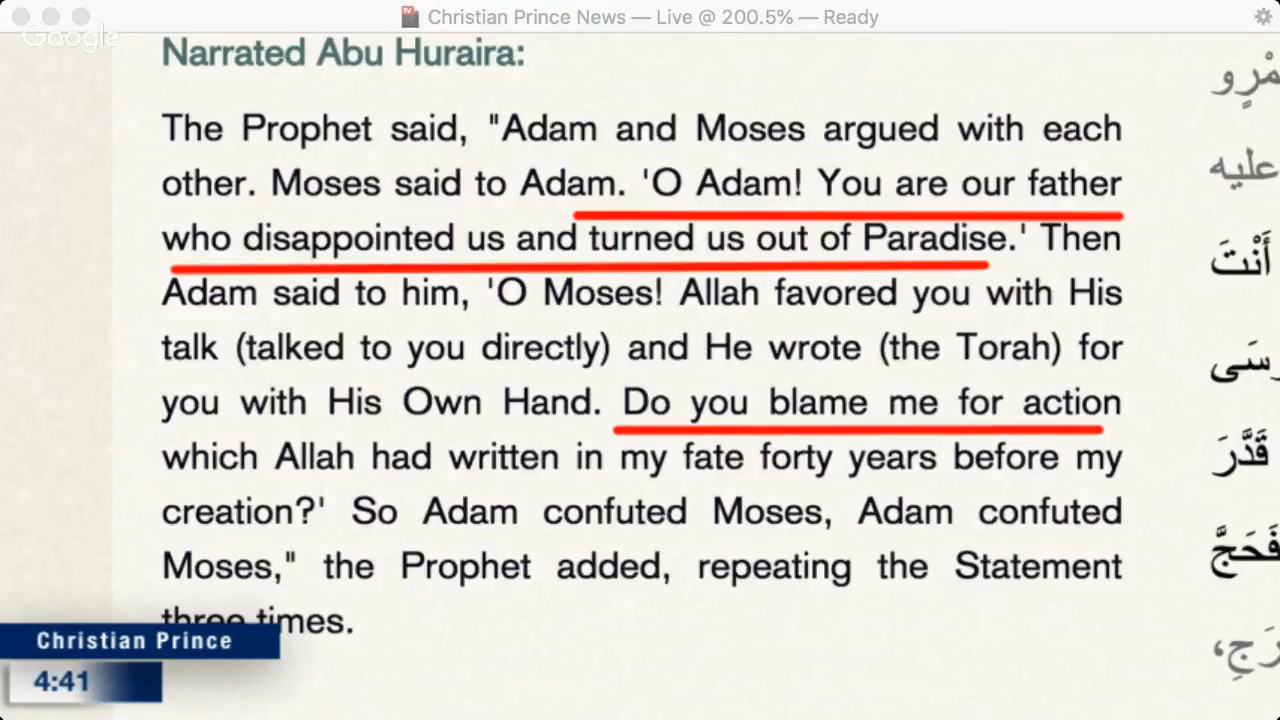 Christian Prince News — Live @ 200.5% — Ready
Google
Narrated Abu Huraira:
The Prophet said, "Adam and Moses argued with each
other. Moses said to Adam. 'O Adam! You are our father
who disappointed us and turned us out of Paradise.' Then
Adam said to him, 'O Moses! Allah favored you with His
talk (talked to you directly) and He wrote (the Torah) for
you with His Own Hand. Do you blame me for action
which Allah had written in my fate forty years before my
creation?' So Adam confuted Moses, Adam confuted
Moses," the Prophet added, repeating the Statement
three times.
عليه
أَنْتَ
قَدَّرَ
فَحَجَّ
Christian Prince
4:41